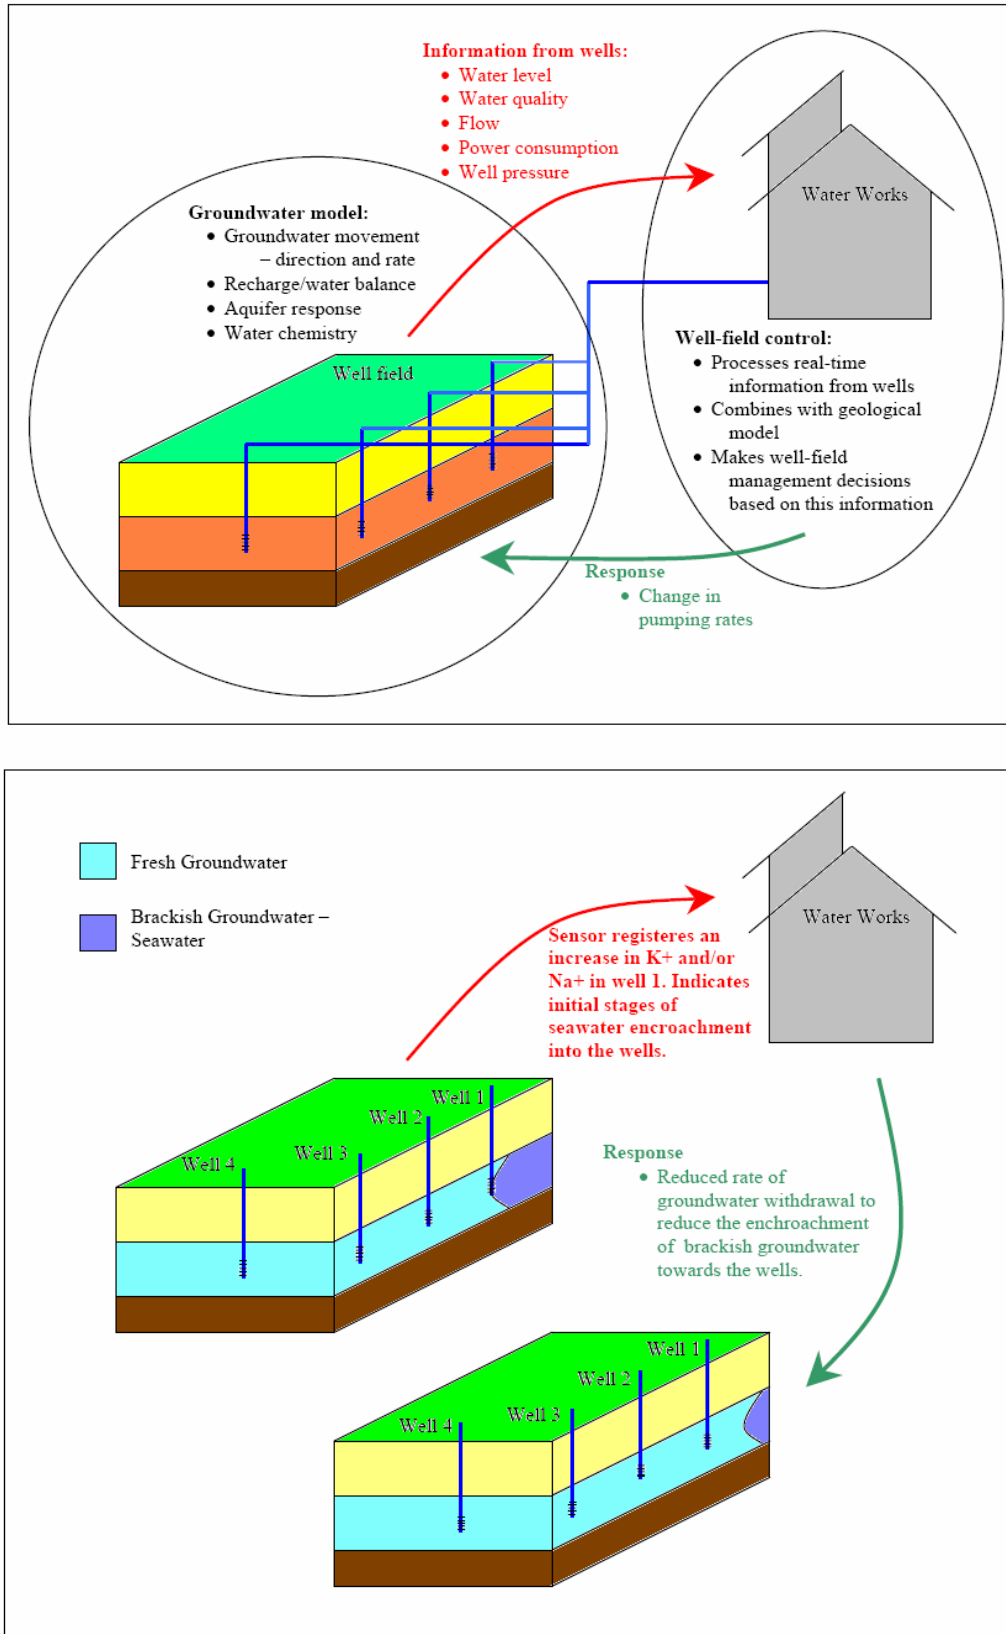 Information from wells:
• Water level
• Water quality
• Flow
• Power consumption
• Well pressure
Water Works
Groundwater model:
• Groundwater movement
– direction and rate
• Recharge/water balance
• Aquifer response
• Water chemistry
Well field
Well-field control:
• Processes real-time
information from wells
• Combines with geological
model
• Makes well-field
management decisions
based on this information
Response
• Change in
pumping rates
Fresh Groundwater
Brackish Groundwater –
Seawater
Water Works
Sensor registeres an
increase in K+ and/or
Na+ in well 1. Indicates
initial stages of
seawater encroachment
into the wells.
Well 1
Well 2
Well 3
Well 4
Response
• Reduced rate of
groundwater withdrawal to
reduce the enchroachment
of brackish groundwater
towards the wells.
Well 1
Well 2
Well 3
Well 4